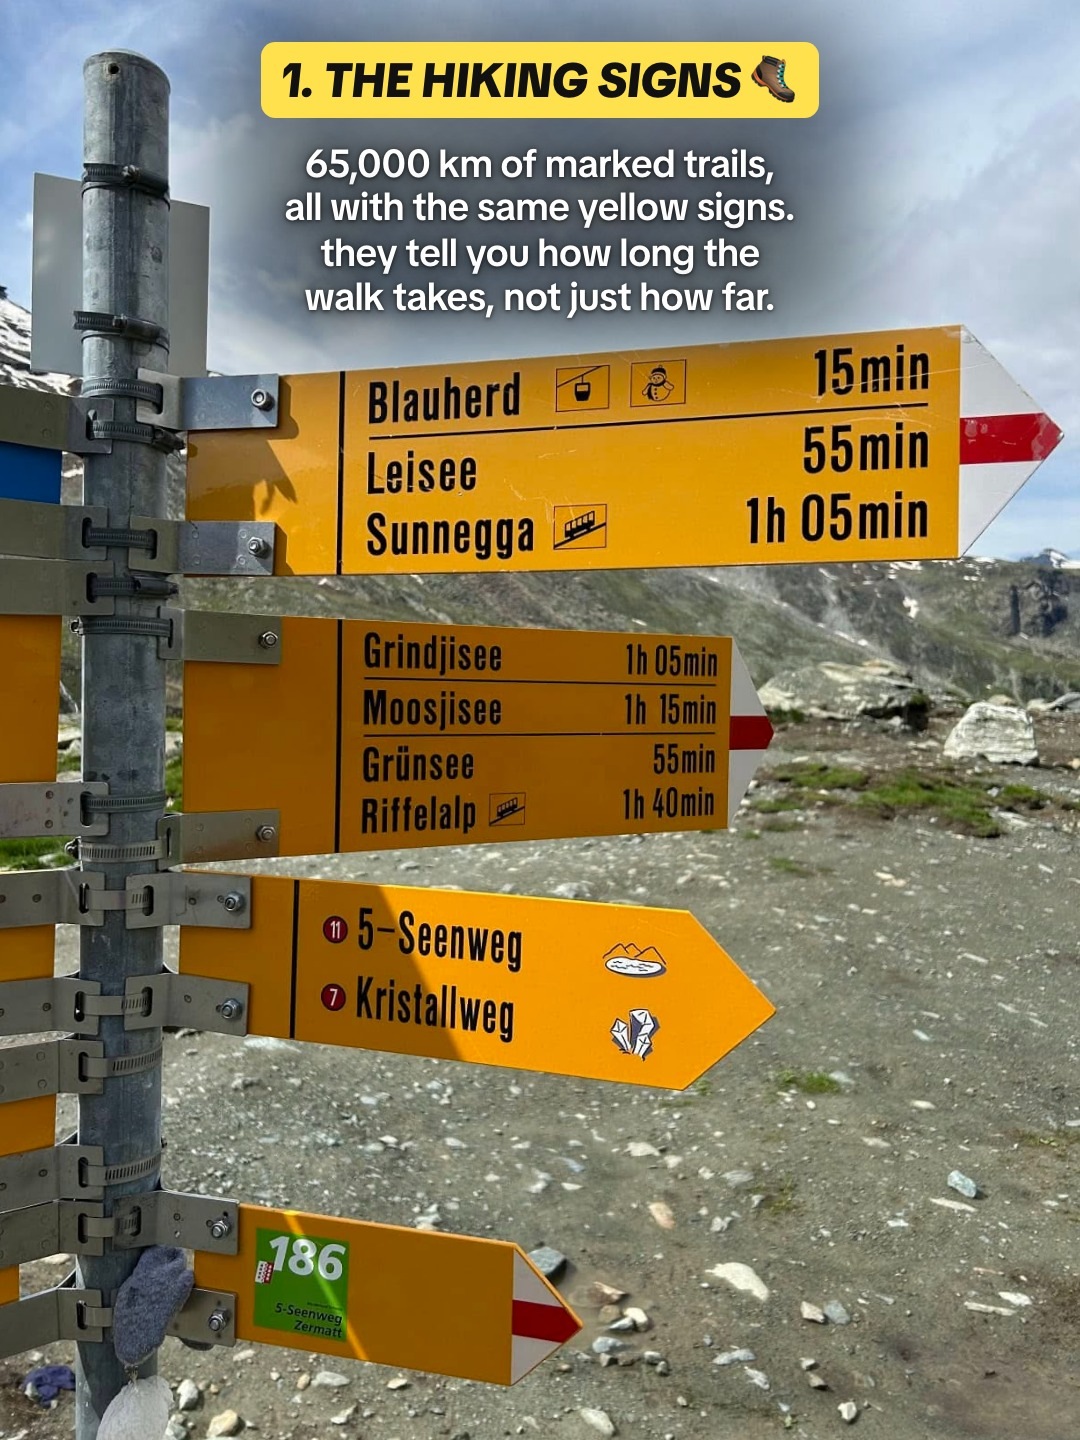 1. THE HIKING SIGNS
65,000 km of marked trails,
all with the same yellow signs.
they tell you how long the
walk takes, not just how far.
Blauherd 15min
Leisee 55min
Sunnegga 1h 05min
Grindjisee 1h 05min
Moosjisee 1h 15min
Grünsee 55min
Riffelalp 1h 40min
11 5-Seenweg
7 Kristallweg
186
5-Seenweg
Zermatt